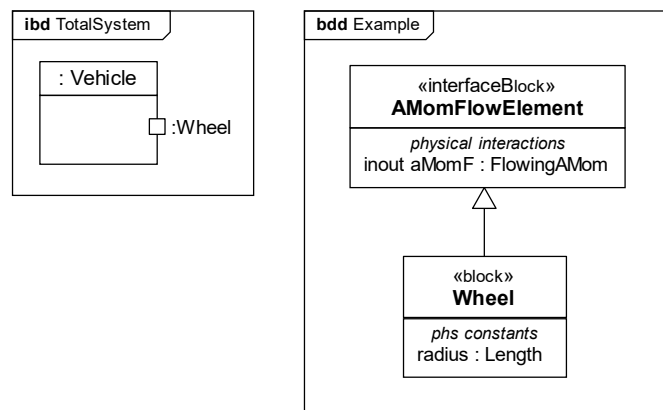 ibd TotalSystem
: Vehicle
:Wheel
bdd Example
«interfaceBlock»
AMomFlowElement
physical interactions
inout aMomF : FlowingAMom
«block»
Wheel
phs constants
radius : Length